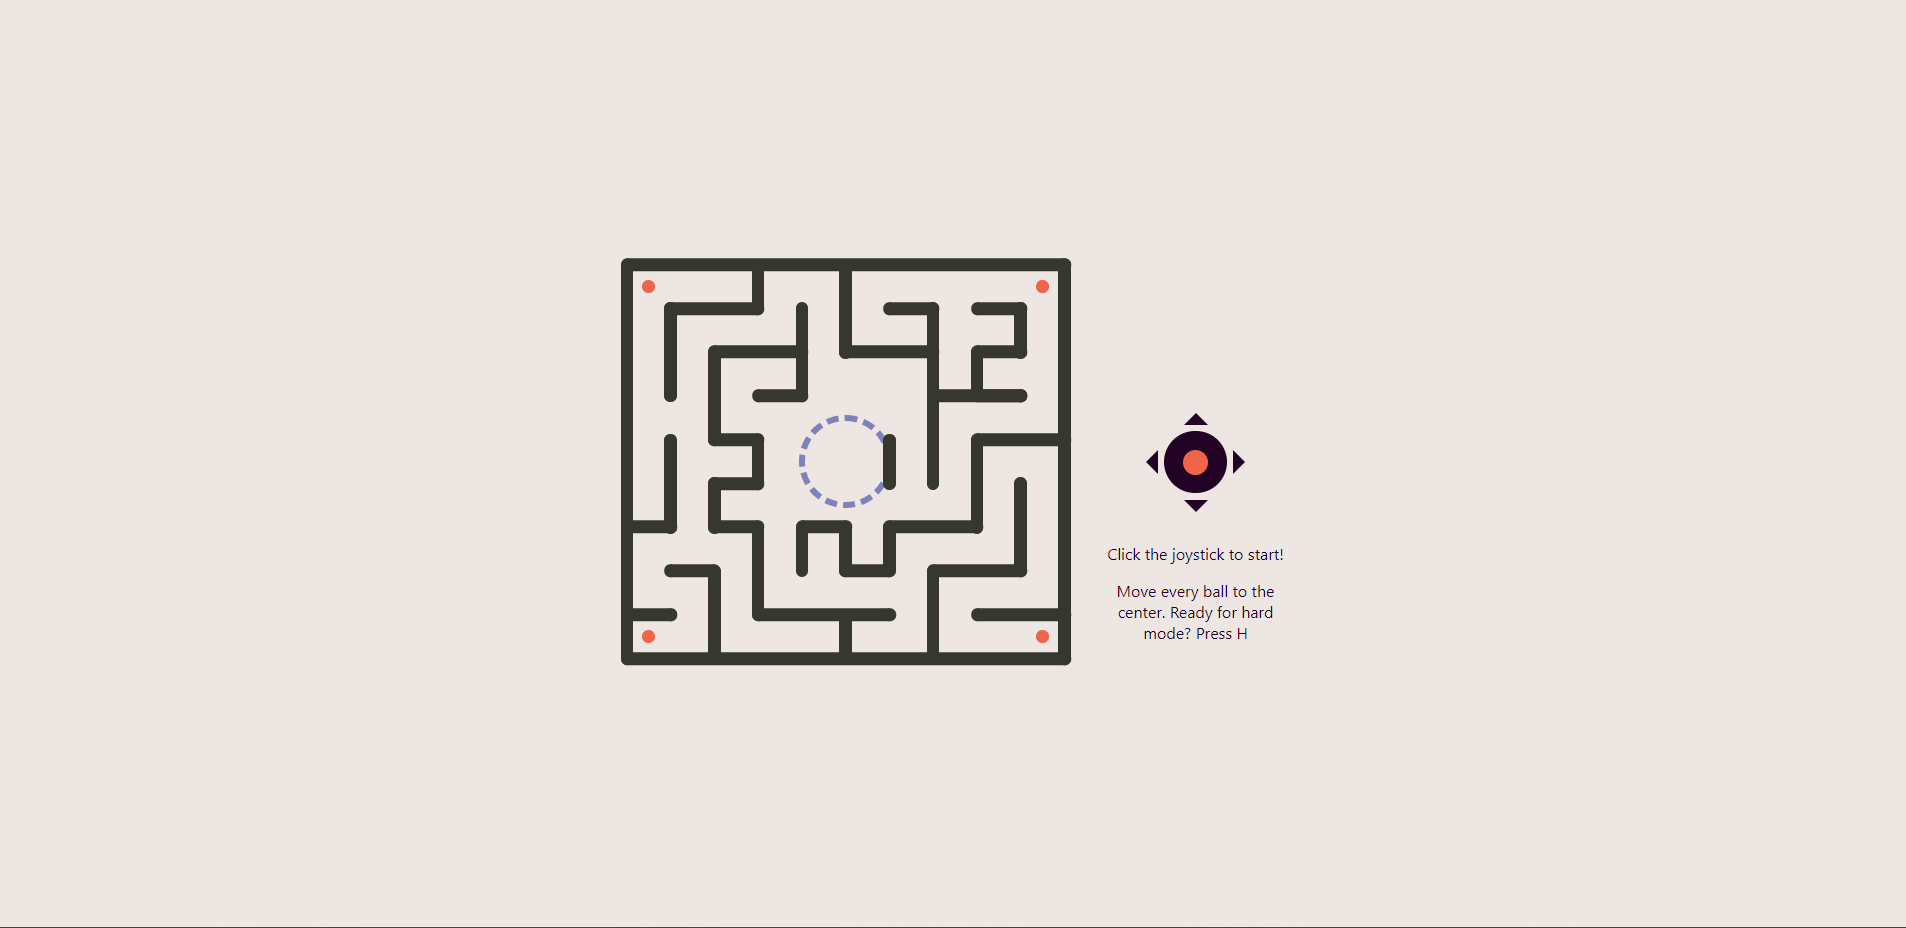 Click the joystick to start!
Move every ball to the
center. Ready for hard
mode? Press H